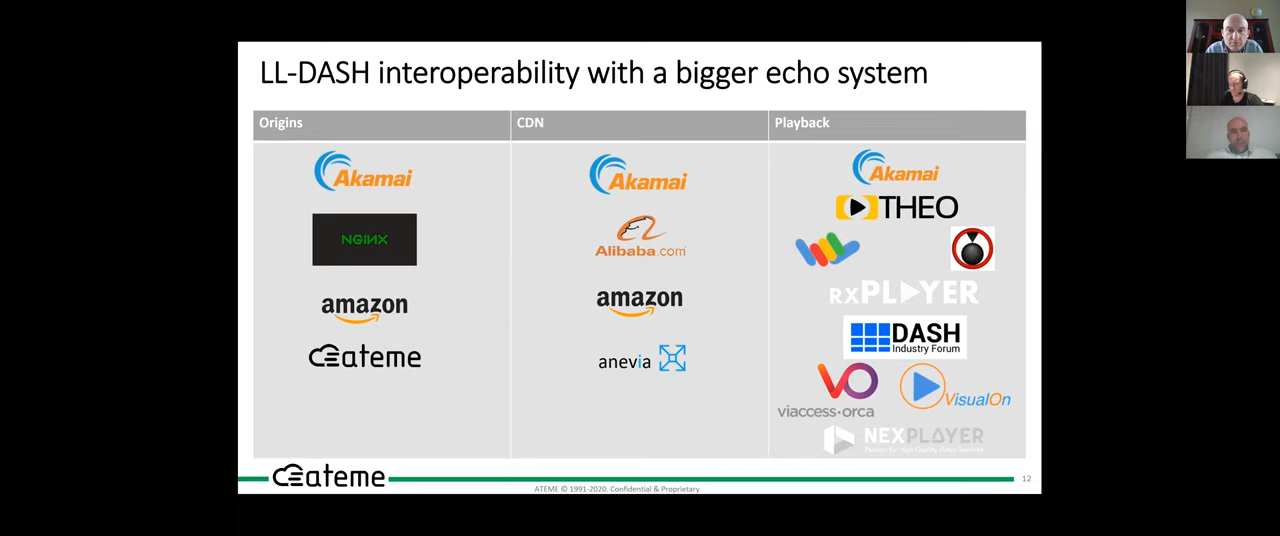 LL-DASH interoperability with a bigger echo system
Origins
CDN
Playback
Akamai
NGINX
amazon
ateme
Akamai
Alibaba.com
amazon
anevia
Akamai
THEO
RXPLAYER
DASH
Industry Forum
VO
viaccess·orca
VisualOn
NEXPLAYER
ateme
ATEME © 1991-2020. Confidential & Proprietary
12